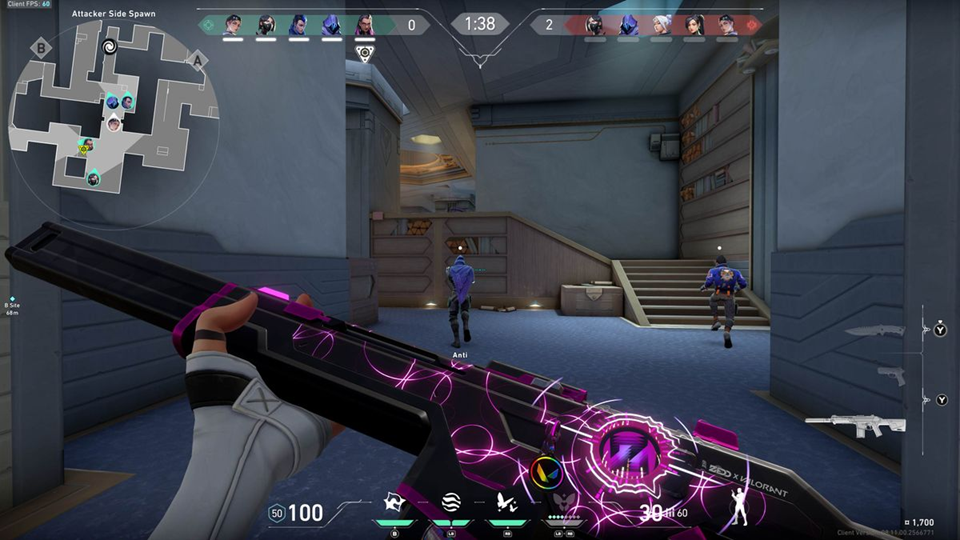 Client FPS: 60
Attacker Side Spawn
B
A
0
1:38
2
B Site
68m
Anti
Y
Y
ZEDD X VALORANT
50 100
30 60
1,700